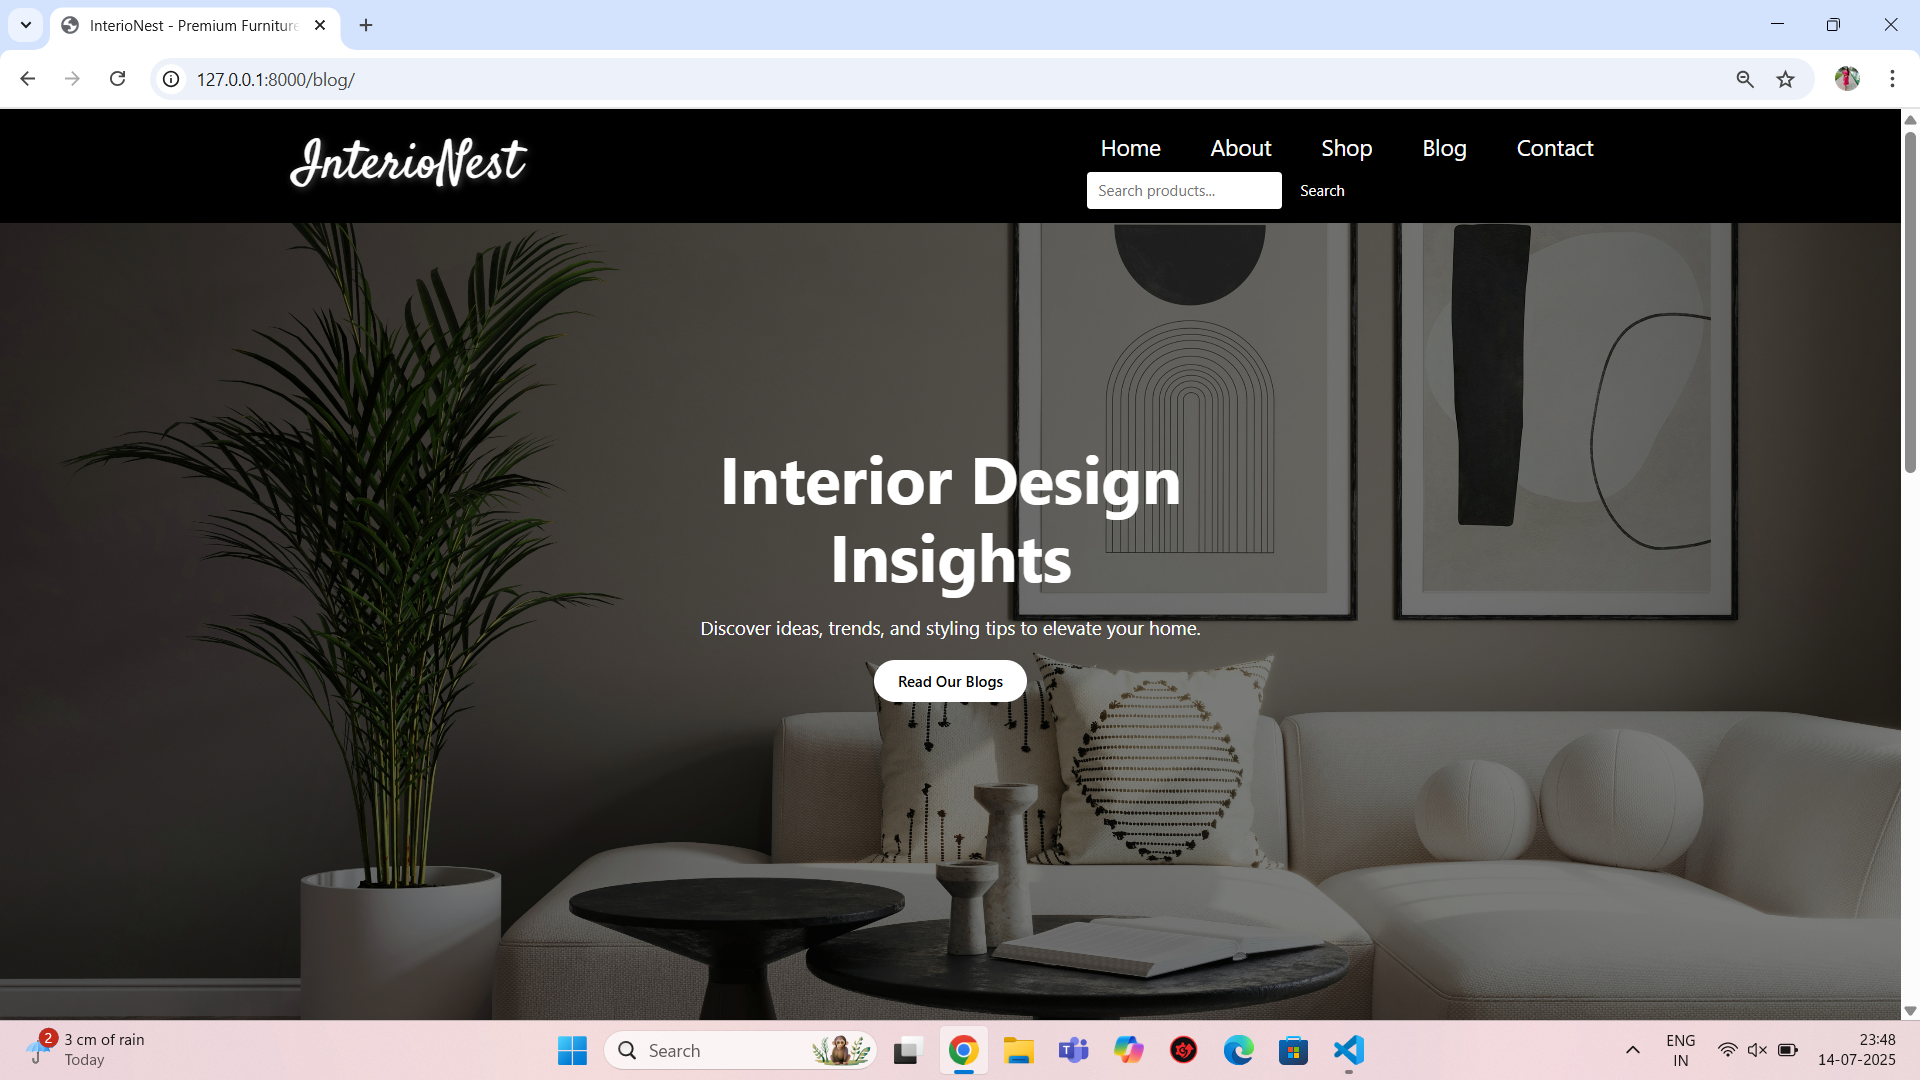 InterioNest - Premium Furniture
127.0.0.1:8000/blog/
InterioNest
Home
About
Shop
Blog
Contact
Search products...
Search
Interior Design
Insights
Discover ideas, trends, and styling tips to elevate your home.
Read Our Blogs
2
3 cm of rain
Today
Search
ENG
IN
23:48
14-07-2025